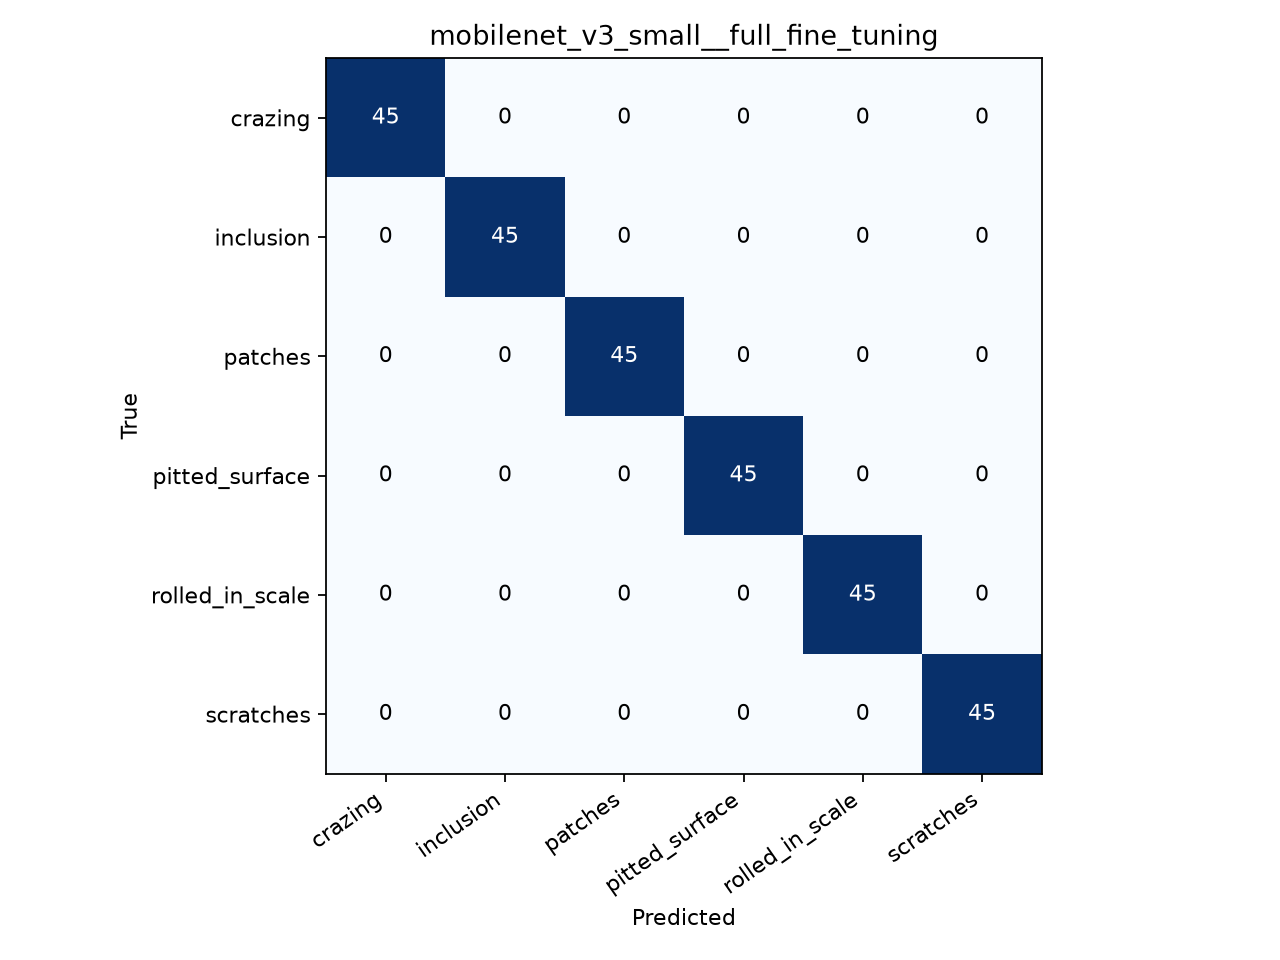 mobilenet_v3_small__full_fine_tuning
crazing 45 0 0 0 0 0
inclusion 0 45 0 0 0 0
patches 0 0 45 0 0 0
pitted_surface 0 0 0 45 0 0
rolled_in_scale 0 0 0 0 45 0
scratches 0 0 0 0 0 45
True
crazing inclusion patches pitted_surface rolled_in_scale scratches
Predicted